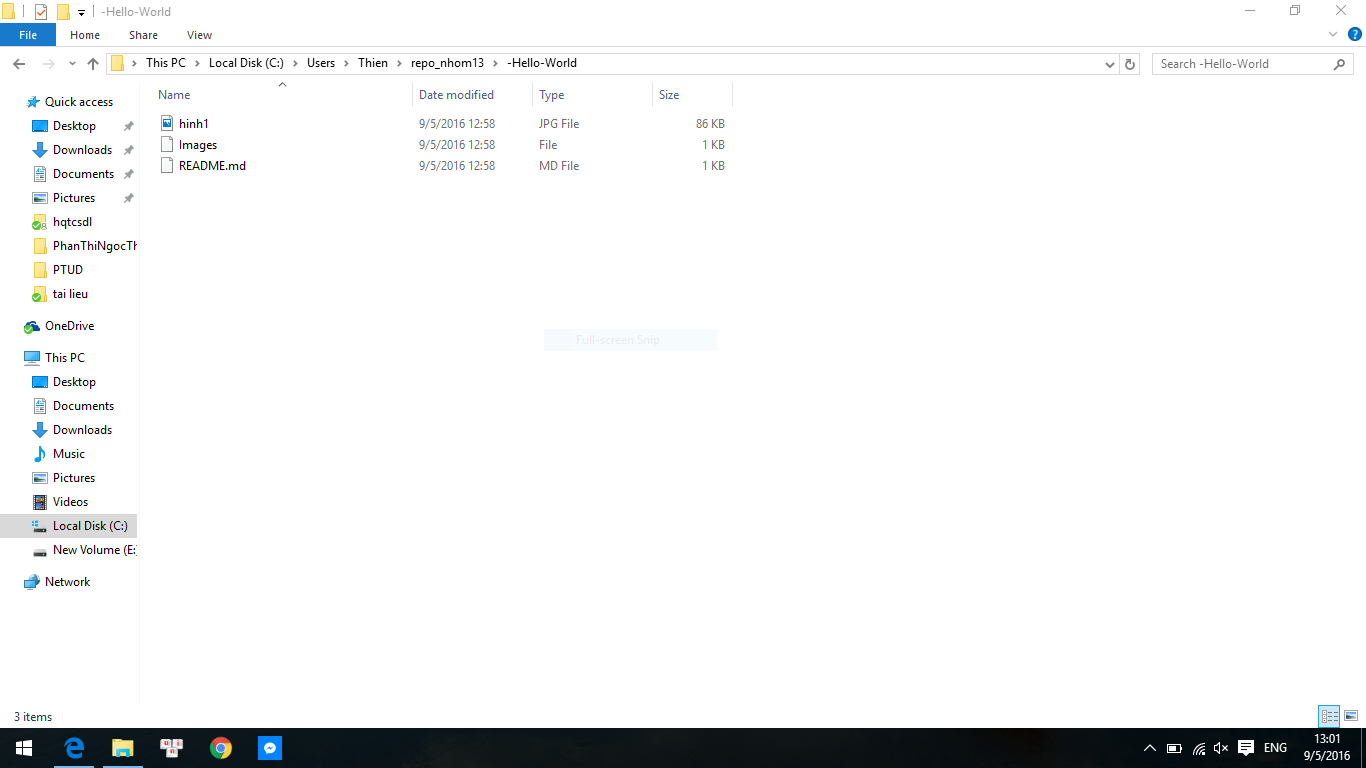 -Hello-World
File Home Share View
This PC Local Disk (C:) Users Thien repo_nhom13 -Hello-World
Search -Hello-World
Name Date modified Type Size
hinh1 9/5/2016 12:58 JPG File 86 KB
Images 9/5/2016 12:58 File 1 KB
README.md 9/5/2016 12:58 MD File 1 KB
Quick access
Desktop
Downloads
Documents
Pictures
hqtcsdl
PhanThiNgocTh
PTUD
tai lieu
OneDrive
This PC
Desktop
Documents
Downloads
Music
Pictures
Videos
Local Disk (C:)
New Volume (E:
Network
Full-screen Snip
3 items
ENG
13:01
9/5/2016